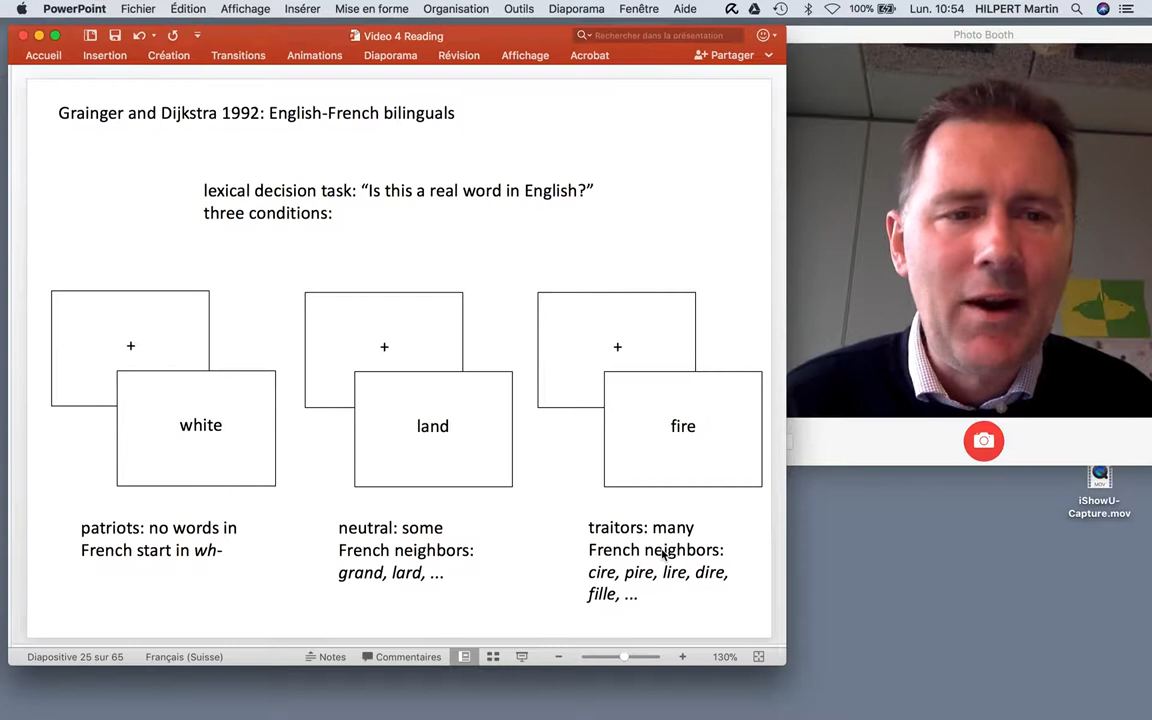 PowerPoint Fichier Édition Affichage Insérer Mise en forme Organisation Outils Diaporama Fenêtre Aide 100% Lun. 10:54 HILPERT Martin
Photo Booth
Video 4 Reading
Rechercher dans la présentation
Accueil Insertion Création Transitions Animations Diaporama Révision Affichage Acrobat Partager
Grainger and Dijkstra 1992: English-French bilinguals
lexical decision task: “Is this a real word in English?”
three conditions:
+ + +
white land fire
patriots: no words in
French start in wh-
neutral: some
French neighbors:
grand, lard, ...
traitors: many
French neighbors:
cire, pire, lire, dire,
fille, ...
MOV
iShowU-
Capture.mov
Diapositive 25 sur 65 Français (Suisse) Notes Commentaires 130%